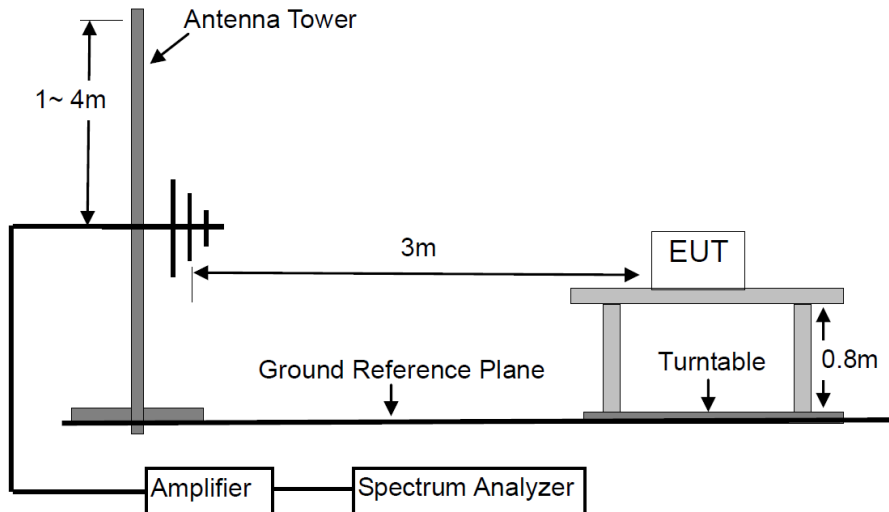 Antenna Tower
1~ 4m
3m
EUT
Ground Reference Plane
Turntable
0.8m
Amplifier
Spectrum Analyzer